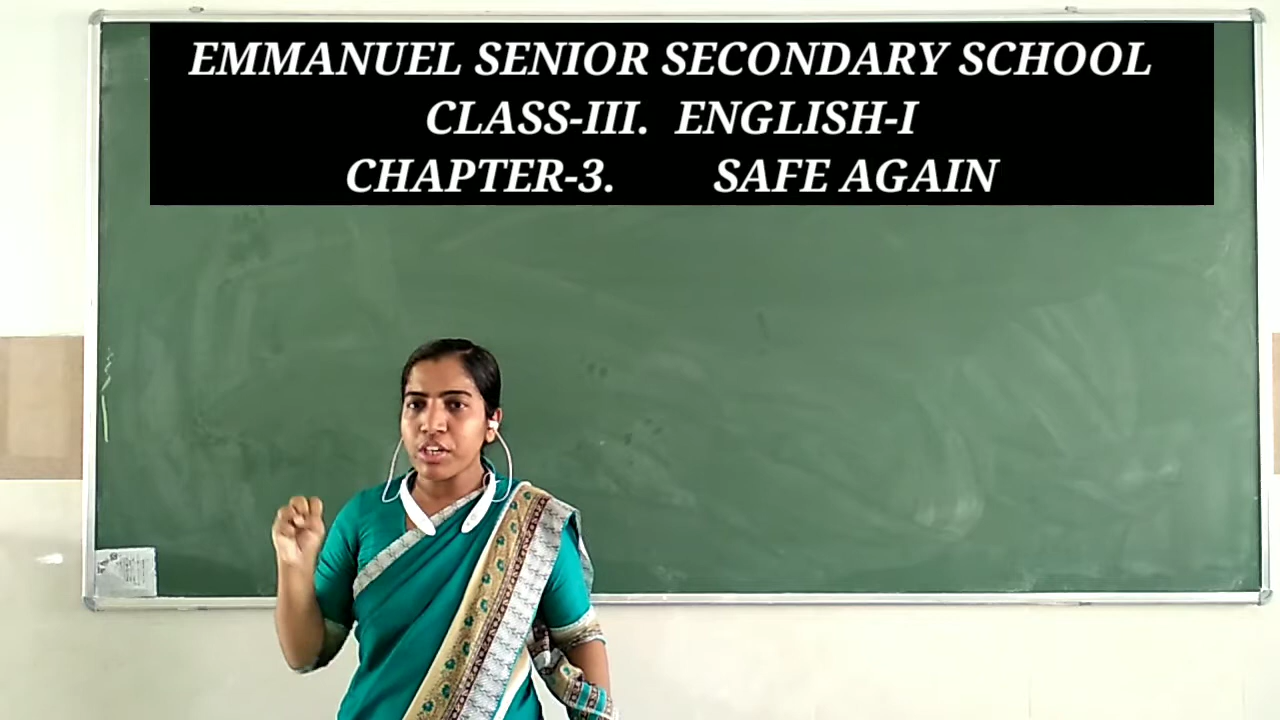 EMMANUEL SENIOR SECONDARY SCHOOL
CLASS-III. ENGLISH-I
CHAPTER-3. SAFE AGAIN